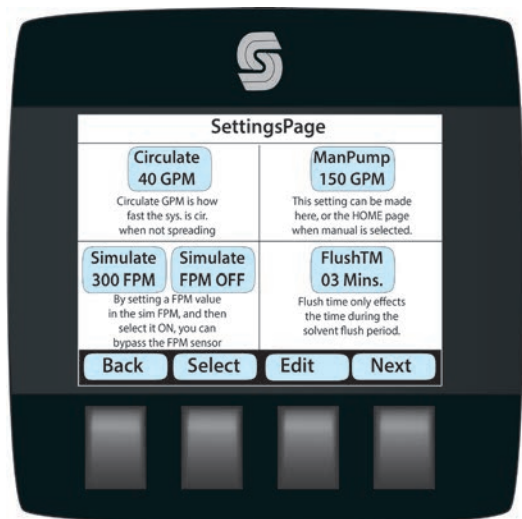 SettingsPage
Circulate
40 GPM
Circulate GPM is how
fast the sys. is cir.
when not spreading
ManPump
150 GPM
This setting can be made
here, or the HOME page
when manual is selected.
Simulate
300 FPM
Simulate
FPM OFF
By setting a FPM value
in the sim FPM, and then
select it ON, you can
bypass the FPM sensor
FlushTM
03 Mins.
Flush time only effects
the time during the
solvent flush period.
Back
Select
Edit
Next